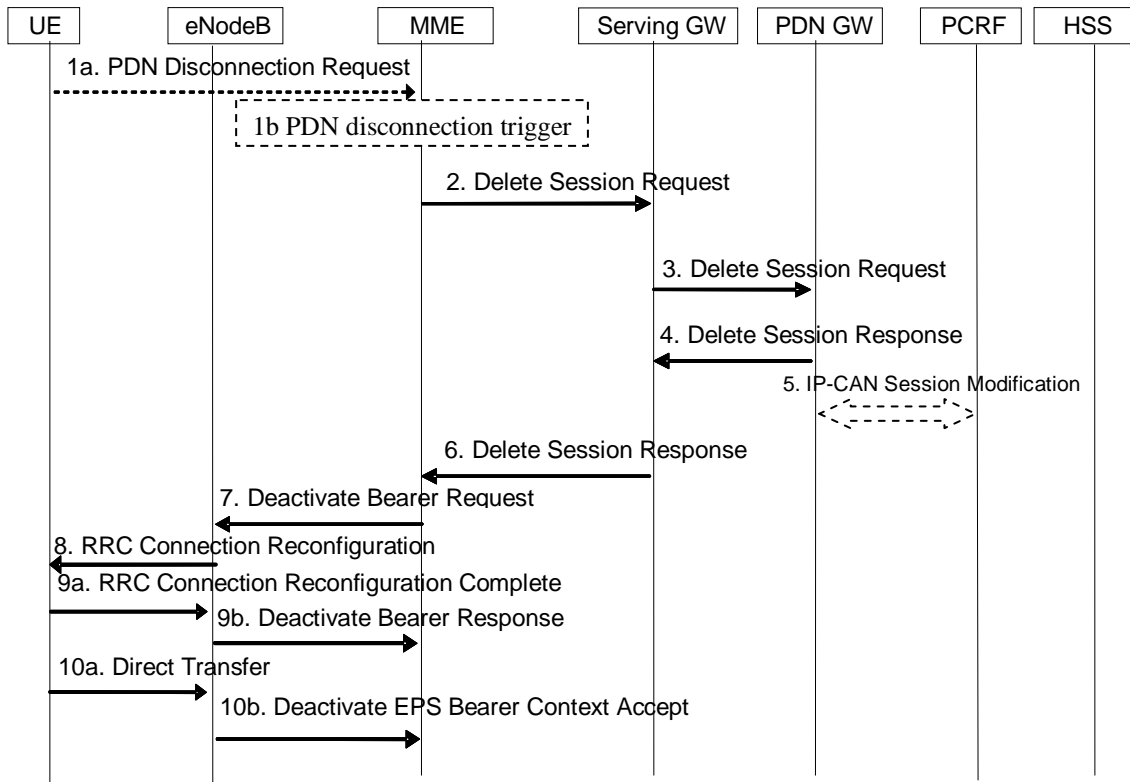 UE
eNodeB
MME
Serving GW
PDN GW
PCRF
HSS
1a. PDN Disconnection Request
1b PDN disconnection trigger
2. Delete Session Request
3. Delete Session Request
4. Delete Session Response
5. IP-CAN Session Modification
6. Delete Session Response
7. Deactivate Bearer Request
8. RRC Connection Reconfiguration
9a. RRC Connection Reconfiguration Complete
9b. Deactivate Bearer Response
10a. Direct Transfer
10b. Deactivate EPS Bearer Context Accept